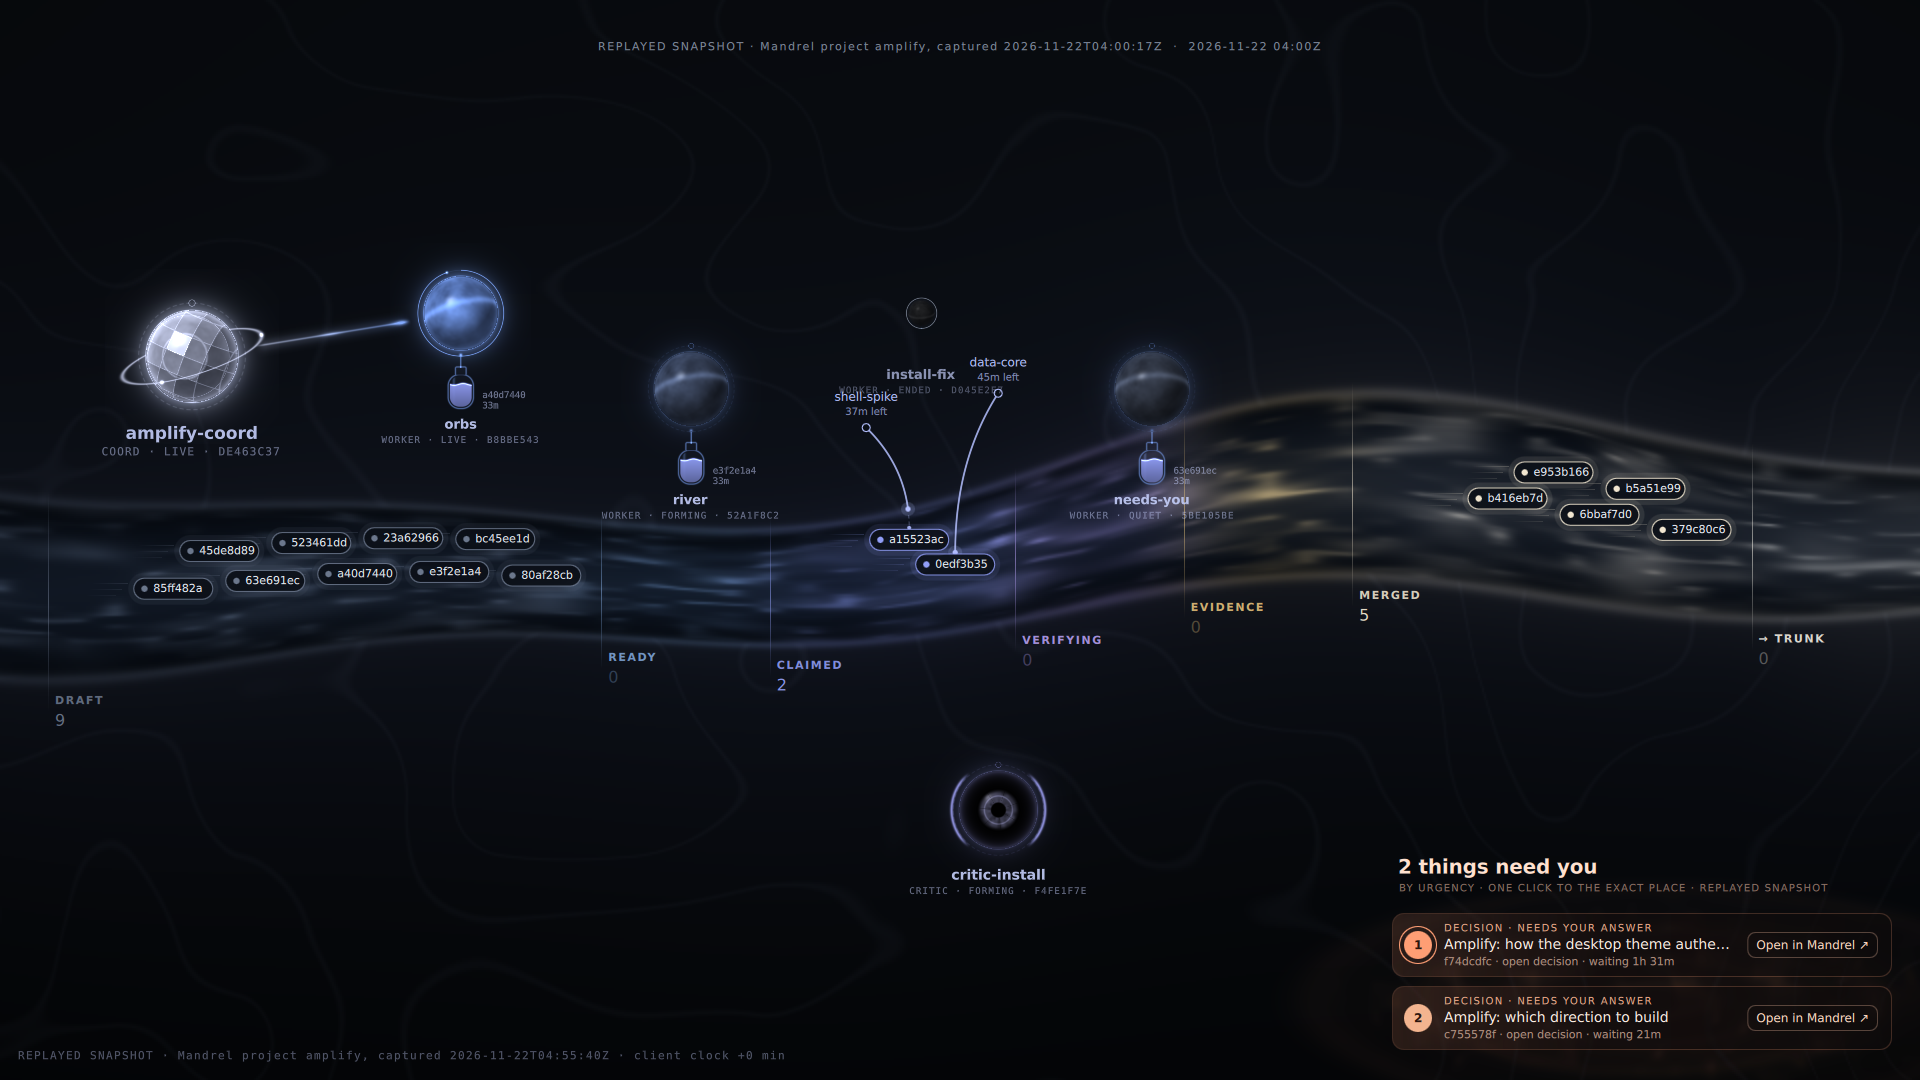 REPLAYED SNAPSHOT · Mandrel project amplify, captured 2026-11-22T04:00:17Z · 2026-11-22 04:00Z
amplify-coord
COORD · LIVE · DE463C37
a40d7440
33m
orbs
WORKER · LIVE · B8BBE543
e3f2e1a4
33m
river
WORKER · FORMING · 52A1F8C2
install-fix
WORKER · ENDED ·
shell-spike
37m left
data-core
45m left
63e691ec
33m
needs-you
WORKER · QUIET · 5BE105BE
45de8d89
523461dd
23a62966
bc45ee1d
85ff482a
63e691ec
a40d7440
e3f2e1a4
80af28cb
a15523ac
0edf3b35
e953b166
b5a51e99
b416eb7d
6bbaf7d0
379c80c6
DRAFT
9
READY
0
CLAIMED
2
VERIFYING
0
EVIDENCE
0
MERGED
5
→ TRUNK
0
critic-install
CRITIC · FORMING · F4FE1F7E
2 things need you
BY URGENCY · ONE CLICK TO THE EXACT PLACE · REPLAYED SNAPSHOT
1
DECISION · NEEDS YOUR ANSWER
Amplify: how the desktop theme authe…
f74dcdfc · open decision · waiting 1h 31m
Open in Mandrel ↗
2
DECISION · NEEDS YOUR ANSWER
Amplify: which direction to build
c755578f · open decision · waiting 21m
Open in Mandrel ↗
REPLAYED SNAPSHOT · Mandrel project amplify, captured 2026-11-22T04:55:40Z · client clock +0 min